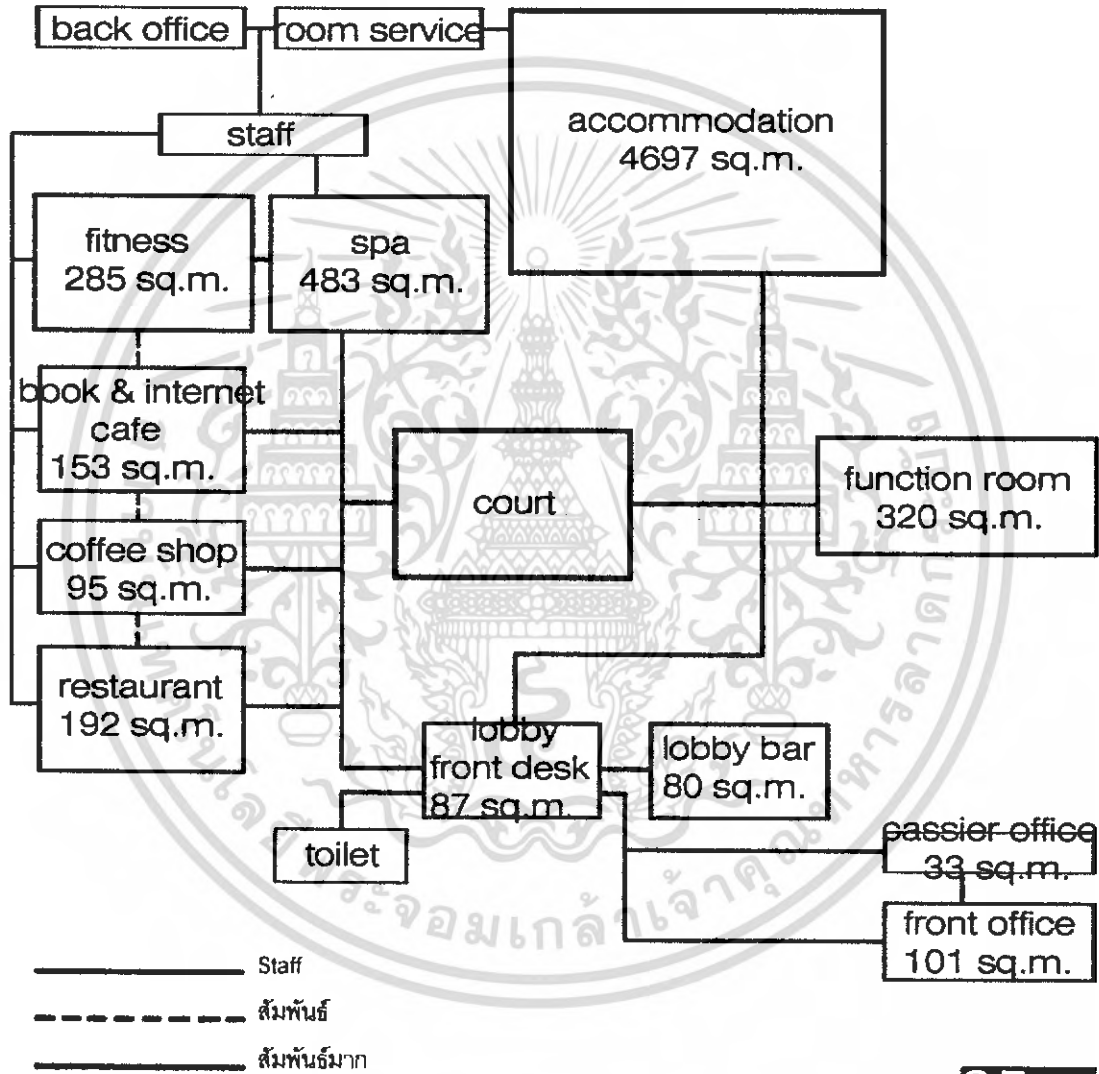 back office
room service
accommodation
4697 sq.m.
staff
fitness
285 sq.m.
spa
483 sq.m.
book & internet
cafe
153 sq.m.
court
function room
320 sq.m.
coffee shop
95 sq.m.
restaurant
192 sq.m.
lobby
front desk
87 sq.m.
lobby bar
80 sq.m.
toilet
cassier office
33 sq.m.
front office
101 sq.m.
Staff
สัมพันธ์
สัมพันธ์มาก